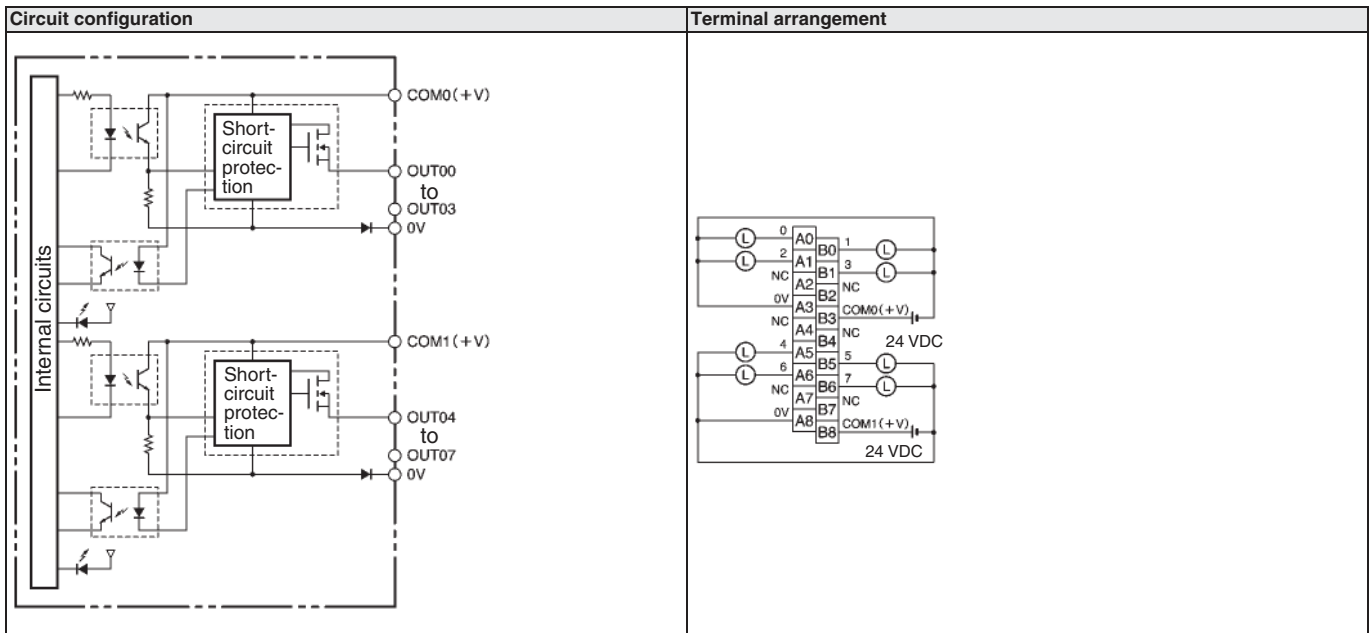 Circuit configuration
Terminal arrangement
Internal circuits
Short-
circuit
protec-
tion
COM0(+V)
OUT00
to
OUT03
0V
Short-
circuit
protec-
tion
COM1(+V)
OUT04
to
OUT07
0V
L 0 A0
B0 1 L
L 2 A1
B1 3 L
NC A2
B2 NC
0V A3
B3 COM0(+V)
24 VDC
NC A4
B4 NC
L 4 A5
B5 5 L
L 6 A6
B6 7 L
NC A7
B7 NC
0V A8
B8 COM1(+V)
24 VDC